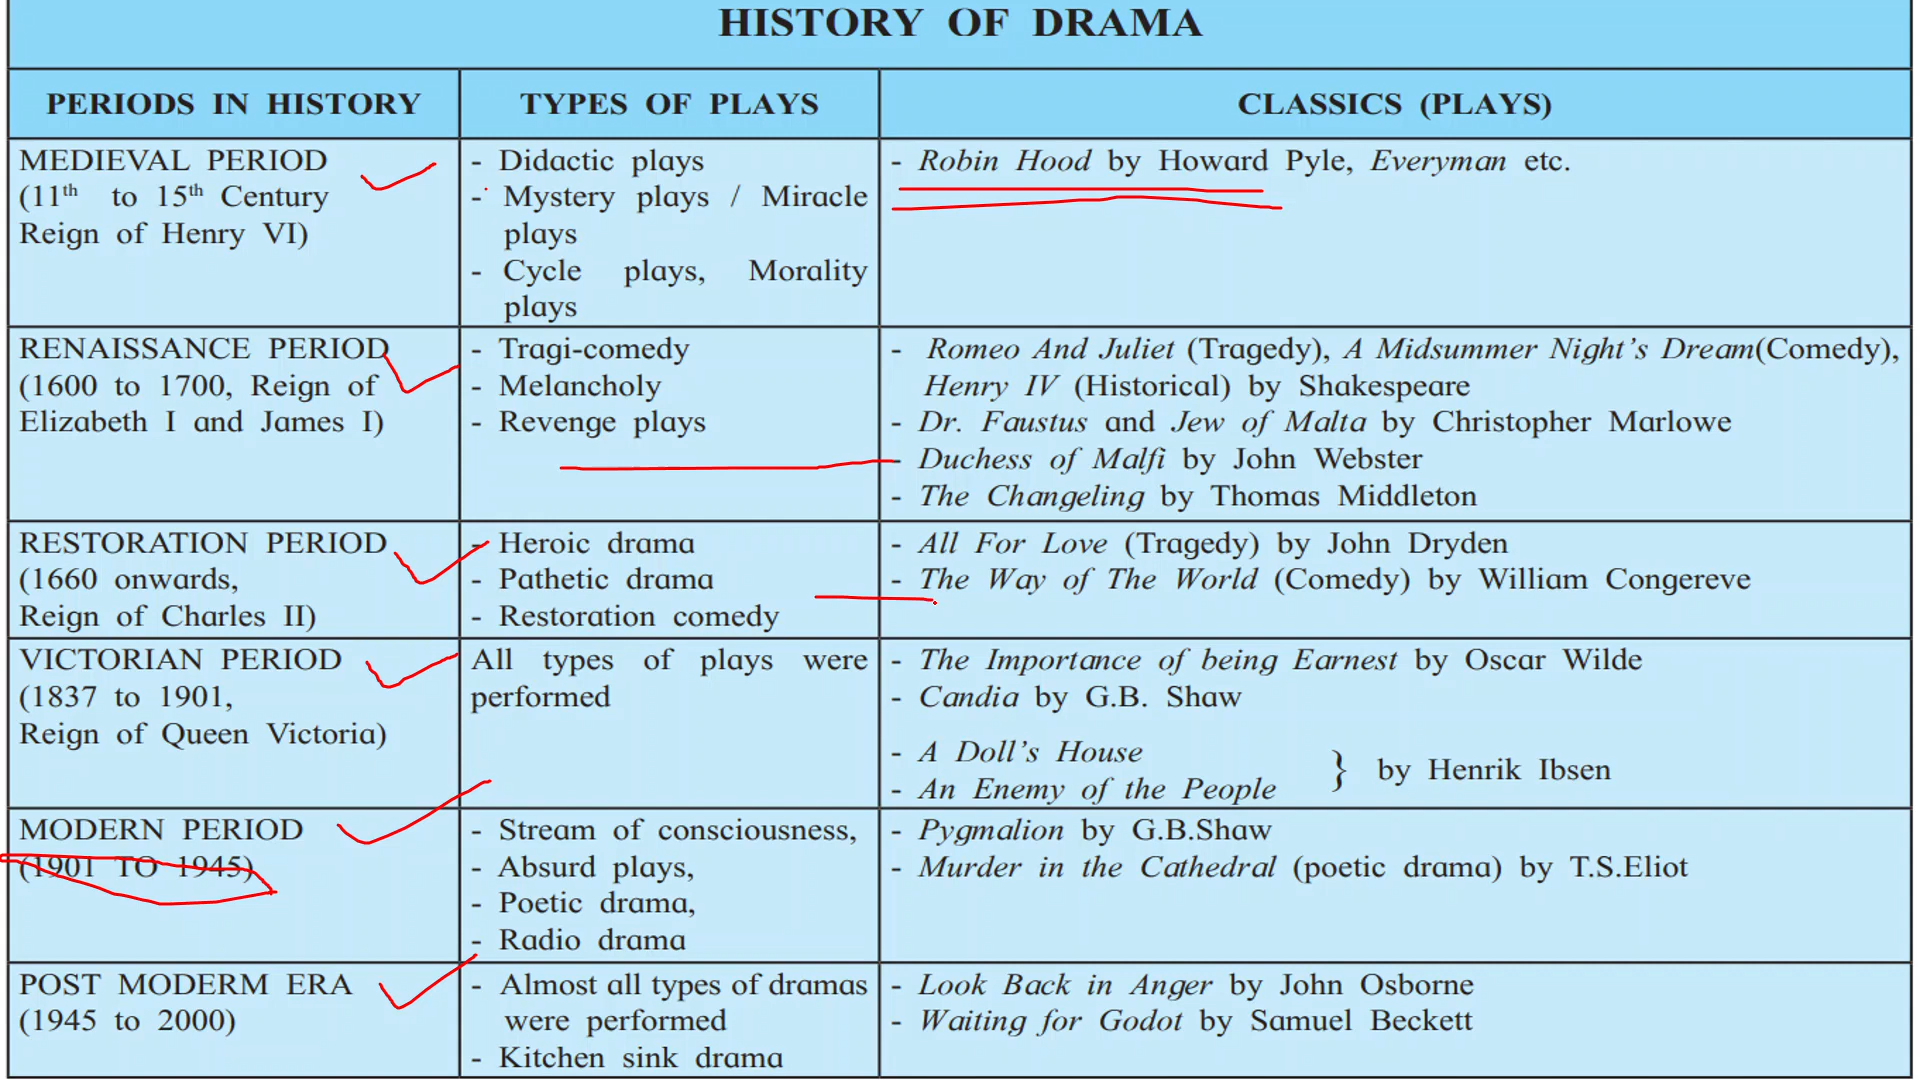 HISTORY OF DRAMA
PERIODS IN HISTORY
TYPES OF PLAYS
CLASSICS (PLAYS)
MEDIEVAL PERIOD
(11th to 15th Century
Reign of Henry VI)
- Didactic plays
- Mystery plays / Miracle
plays
- Cycle plays, Morality
plays
- Robin Hood by Howard Pyle, Everyman etc.
RENAISSANCE PERIOD
(1600 to 1700, Reign of
Elizabeth I and James I)
- Tragi-comedy
- Melancholy
- Revenge plays
- Romeo And Juliet (Tragedy), A Midsummer Night's Dream(Comedy),
Henry IV (Historical) by Shakespeare
- Dr. Faustus and Jew of Malta by Christopher Marlowe
- Duchess of Malfi by John Webster
- The Changeling by Thomas Middleton
RESTORATION PERIOD
(1660 onwards,
Reign of Charles II)
- Heroic drama
- Pathetic drama
- Restoration comedy
- All For Love (Tragedy) by John Dryden
- The Way of The World (Comedy) by William Congereve
VICTORIAN PERIOD
(1837 to 1901,
Reign of Queen Victoria)
All types of plays were
performed
- The Importance of being Earnest by Oscar Wilde
- Candia by G.B. Shaw
- A Doll's House
- An Enemy of the People
} by Henrik Ibsen
MODERN PERIOD
(1901 TO 1945)
- Stream of consciousness,
- Absurd plays,
- Poetic drama,
- Radio drama
- Pygmalion by G.B.Shaw
- Murder in the Cathedral (poetic drama) by T.S.Eliot
POST MODERM ERA
(1945 to 2000)
- Almost all types of dramas
were performed
- Kitchen sink drama
- Look Back in Anger by John Osborne
- Waiting for Godot by Samuel Beckett